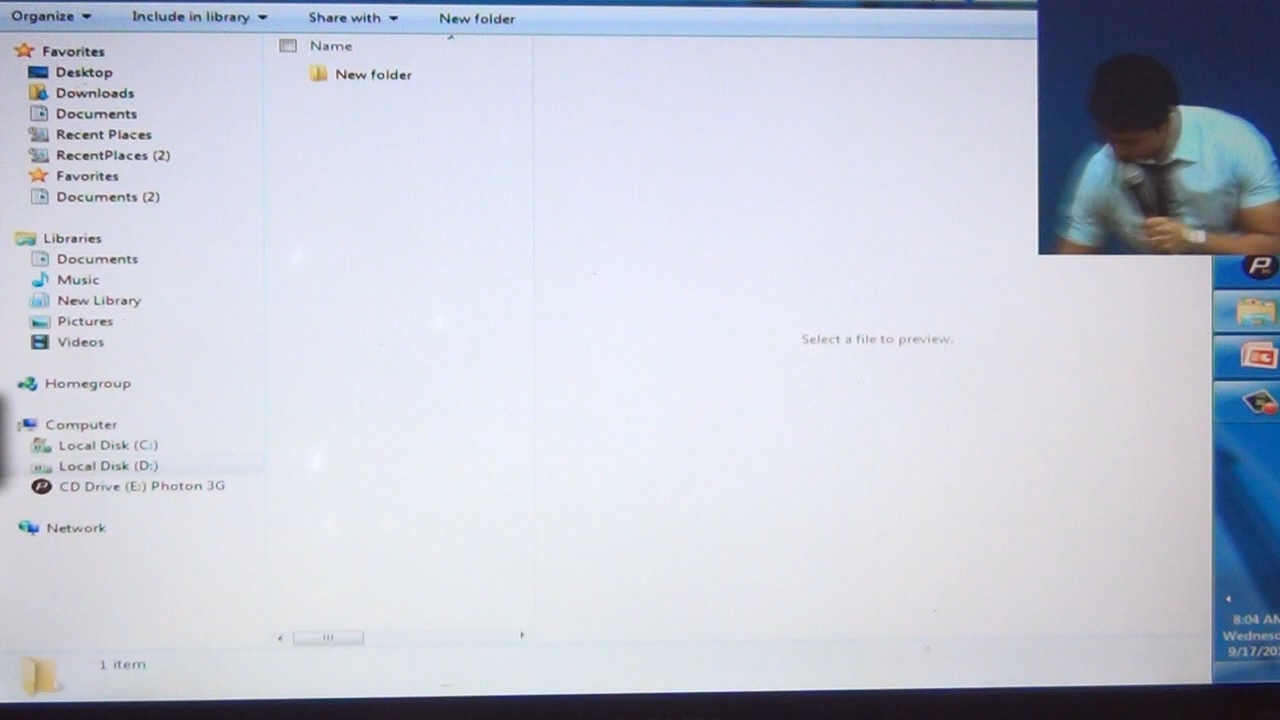 Organize
Include in library
Share with
New folder
Favorites
Desktop
Downloads
Documents
Recent Places
RecentPlaces (2)
Favorites
Documents (2)
Libraries
Documents
Music
New Library
Pictures
Videos
Homegroup
Computer
Local Disk (C:)
Local Disk (D:)
CD Drive (E:) Photon 3G
Network
Name
New folder
Select a file to preview.
1 item
8:04 AM
9/17/20